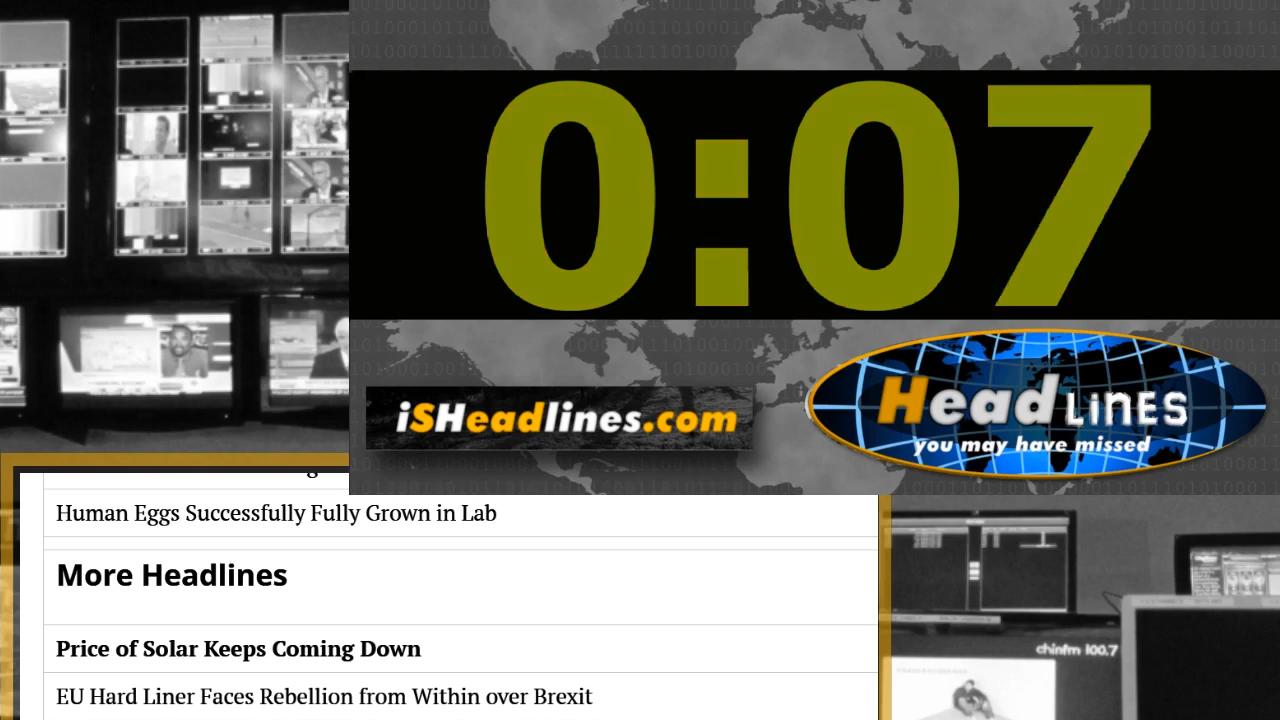 0:07
iSHeadlines.com
HeadLINES
you may have missed
Human Eggs Successfully Fully Grown in Lab
More Headlines
Price of Solar Keeps Coming Down
EU Hard Liner Faces Rebellion from Within over Brexit
chinfm 100.7